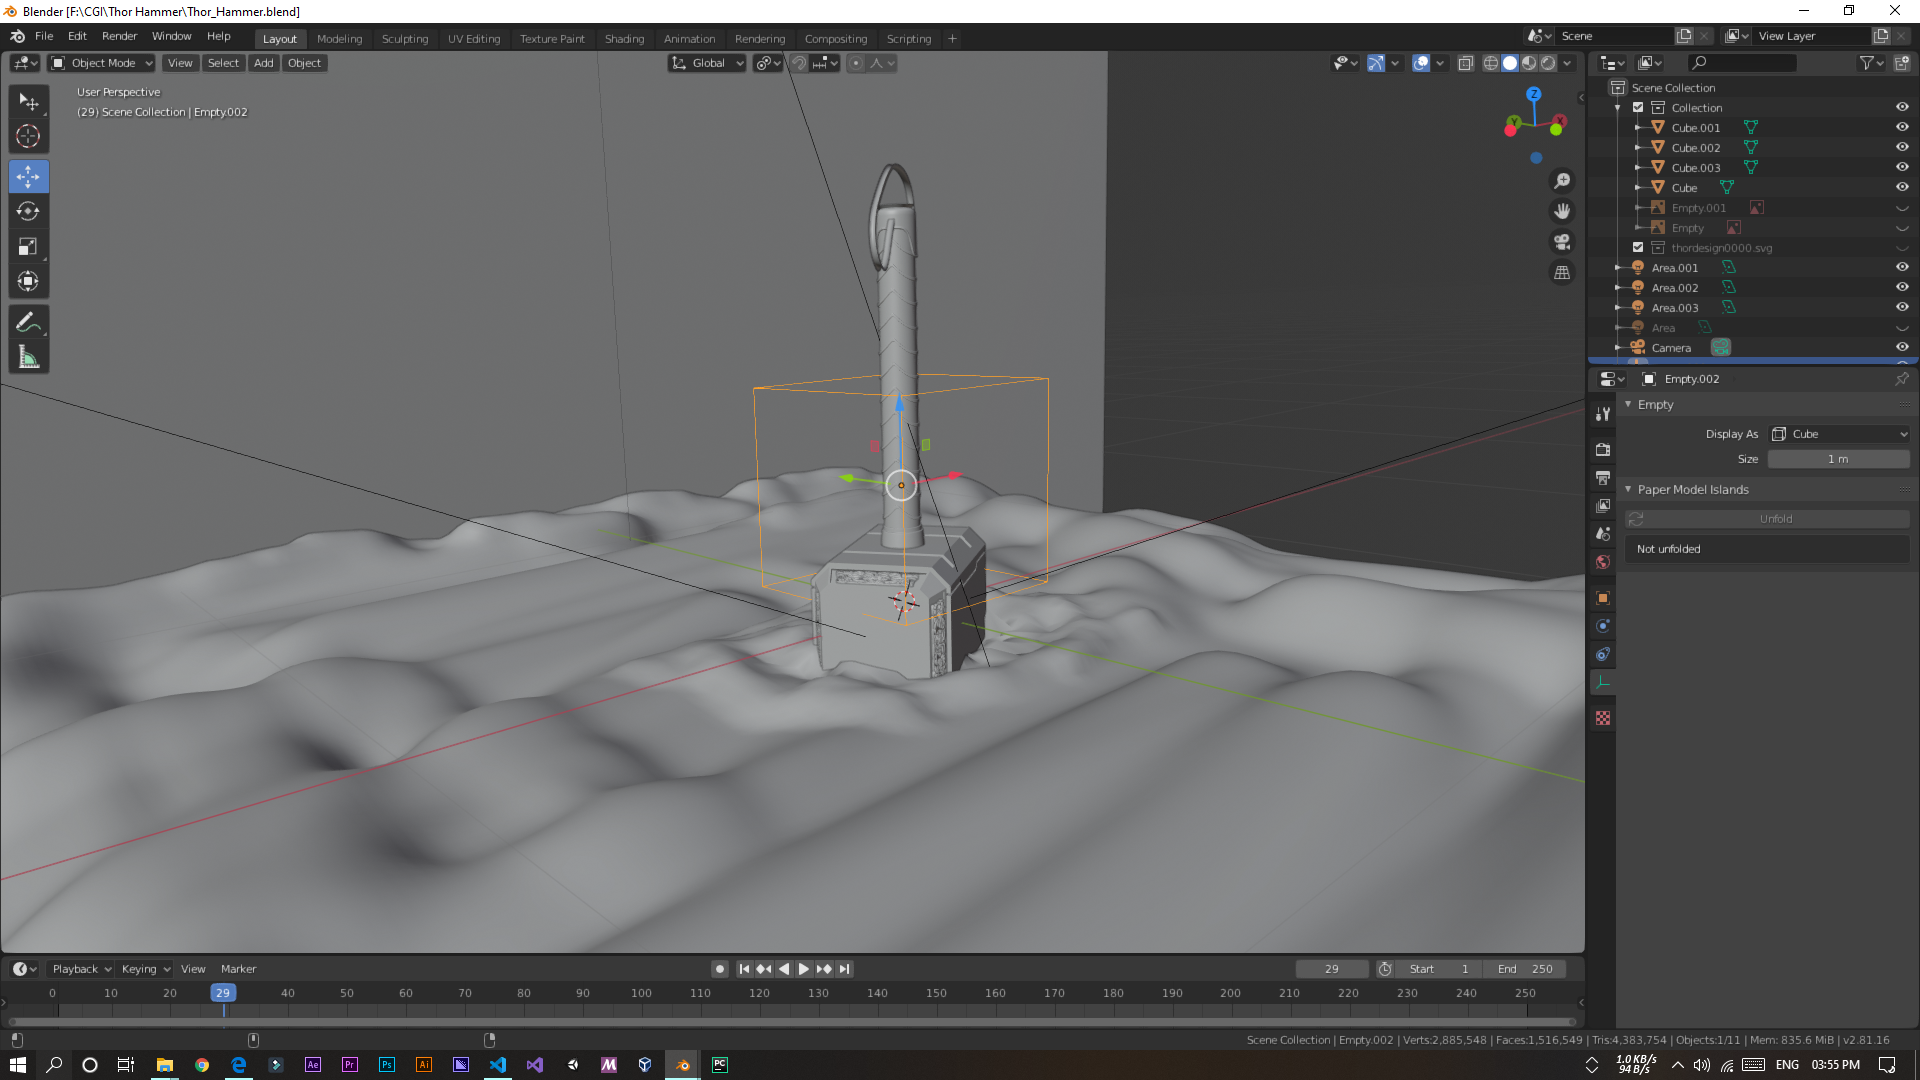 Blender [F:\CGI\Thor Hammer\Thor_Hammer.blend]
File Edit Render Window Help Layout Modeling Sculpting UV Editing Texture Paint Shading Animation Rendering Compositing Scripting + Scene View Layer
Object Mode View Select Add Object Global
User Perspective
(29) Scene Collection | Empty.002
Z
Y
X
Scene Collection
Collection
Cube.001
Cube.002
Cube.003
Cube
Empty.001
Empty
thordesign0000.svg
Area.001
Area.002
Area.003
Area
Camera
Empty.002
Empty
Display As Cube
Size 1 m
Paper Model Islands
Unfold
Not unfolded
Playback Keying View Marker 29 Start 1 End 250
0 10 20 29 40 50 60 70 80 90 100 110 120 130 140 150 160 170 180 190 200 210 220 230 240 250
Scene Collection | Empty.002 | Verts:2,885,548 | Faces:1,516,549 | Tris:4,383,754 | Objects:1/11 | Mem: 835.6 MiB | v2.81.16
Ae Pr Ps Ai M PC 1.0 KB/s 94 B/s ENG 03:55 PM